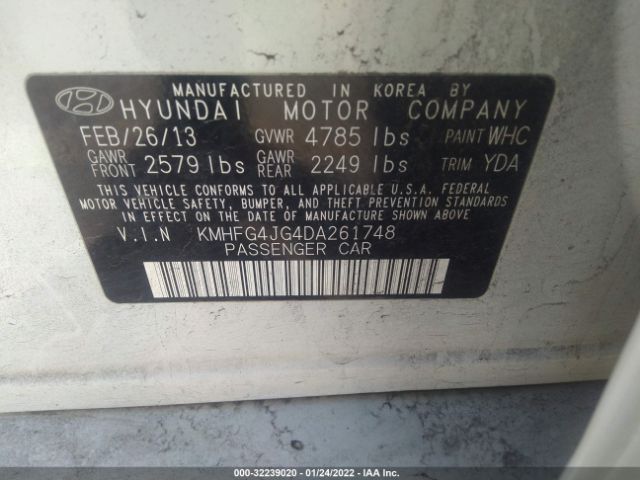 MANUFACTURED IN KOREA BY
HYUNDAI MOTOR COMPANY
FEB/26/13 GVWR 4785 lbs PAINT WHC
GAWR FRONT 2579 lbs GAWR REAR 2249 lbs TRIM YDA
THIS VEHICLE CONFORMS TO ALL APPLICABLE U.S.A. FEDERAL
MOTOR VEHICLE SAFETY, BUMPER, AND THEFT PREVENTION STANDARDS
IN EFFECT ON THE DATE OF MANUFACTURE SHOWN ABOVE
V.I.N KMHFG4JG4DA261748
PASSENGER CAR
000-32239020 - 01/24/2022 - IAA Inc.